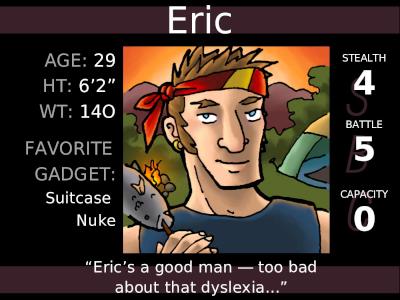 Eric
AGE: 29
HT: 6’2”
WT: 14O
FAVORITE
GADGET:
Suitcase
Nuke
STEALTH
S
4
BATTLE
B
5
CAPACITY
C
0
“Eric’s a good man — too bad
about that dyslexia...”